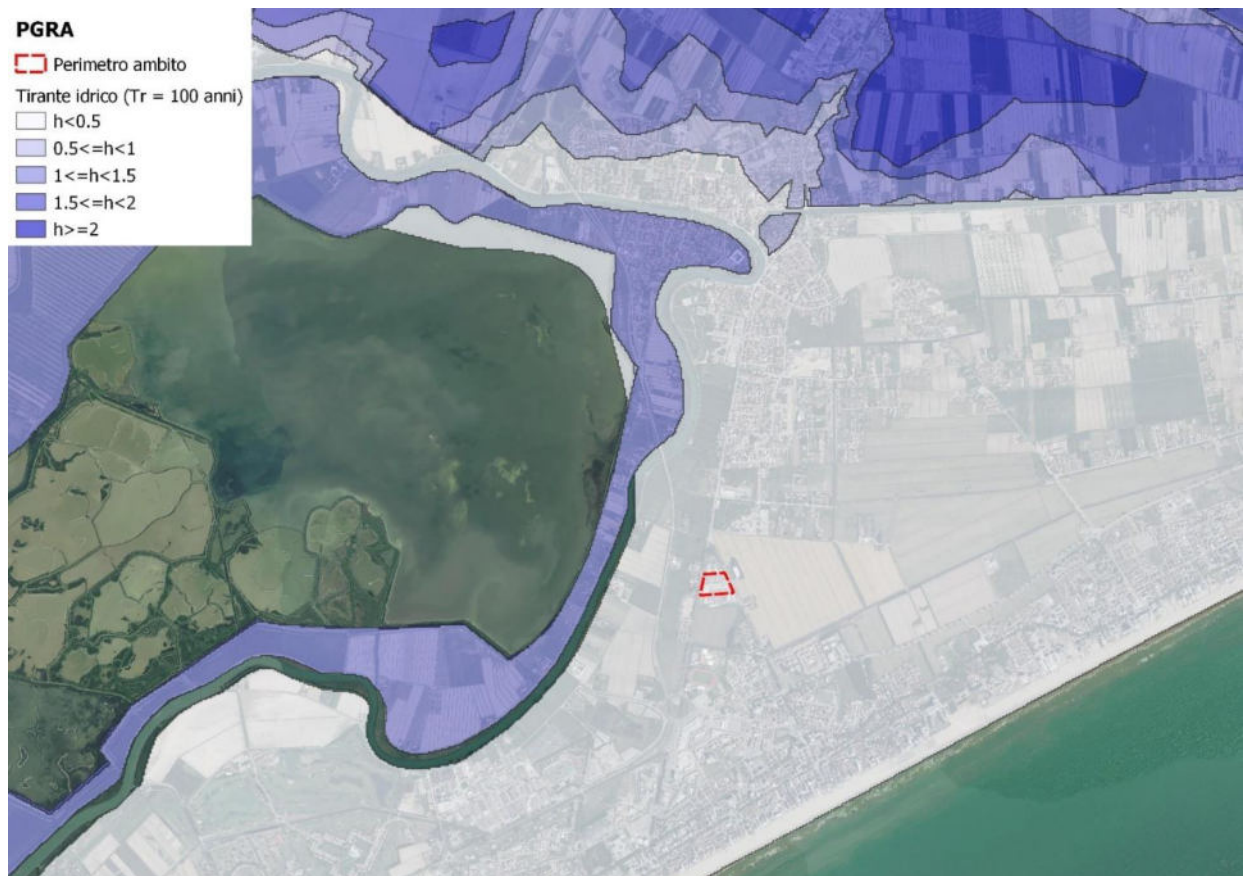 PGRA
Perimetro ambito
Tirante idrico (Tr = 100 anni)
h<0.5
0.5<=h<1
1<=h<1.5
1.5<=h<2
h>=2